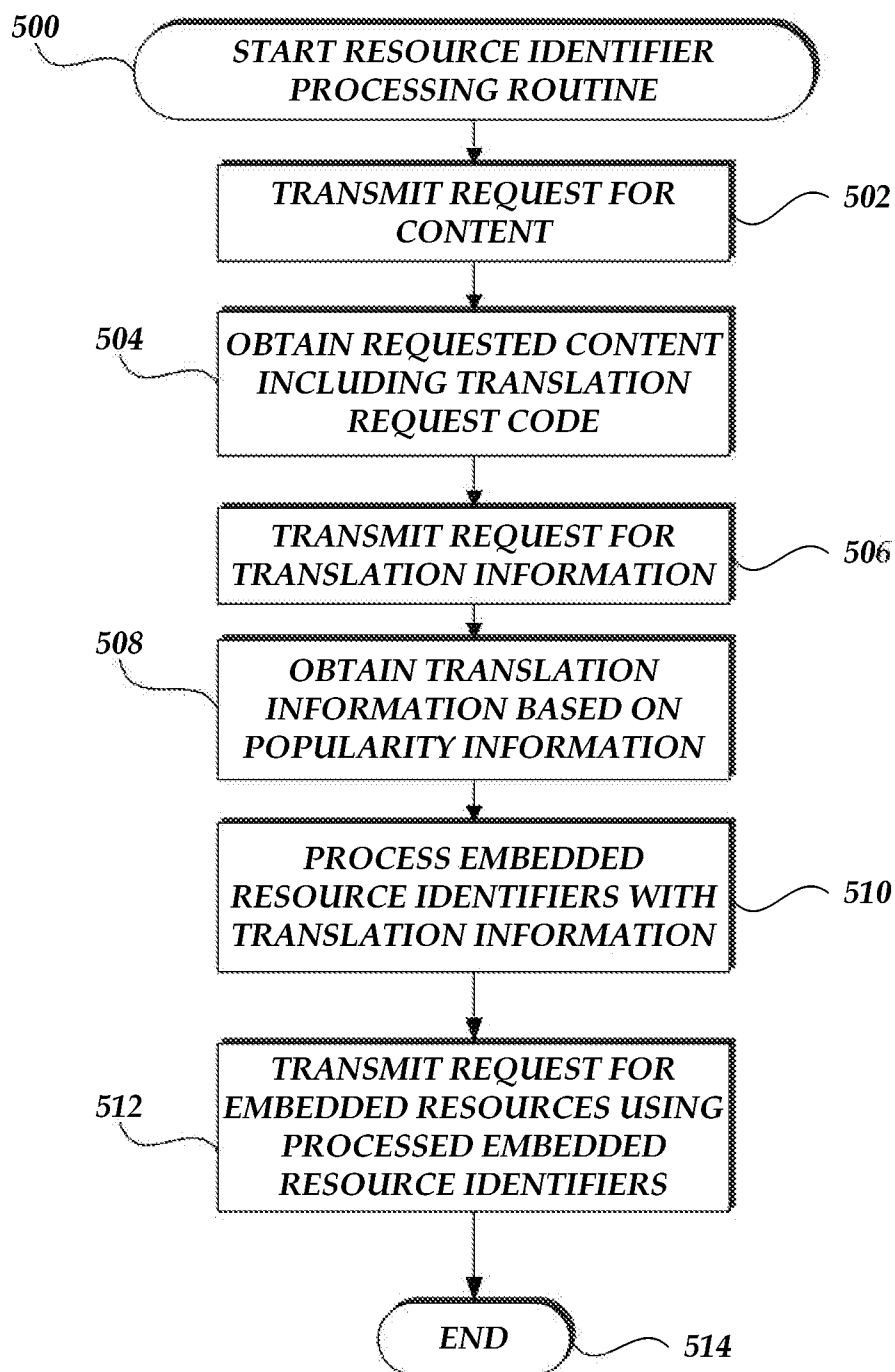 500
START RESOURCE IDENTIFIER
PROCESSING ROUTINE
TRANSMIT REQUEST FOR
CONTENT
502
504
OBTAIN REQUESTED CONTENT
INCLUDING TRANSLATION
REQUEST CODE
TRANSMIT REQUEST FOR
TRANSLATION INFORMATION
506
508
OBTAIN TRANSLATION
INFORMATION BASED ON
POPULARITY INFORMATION
PROCESS EMBEDDED
RESOURCE IDENTIFIERS WITH
TRANSLATION INFORMATION
510
512
TRANSMIT REQUEST FOR
EMBEDDED RESOURCES USING
PROCESSED EMBEDDED
RESOURCE IDENTIFIERS
END
514